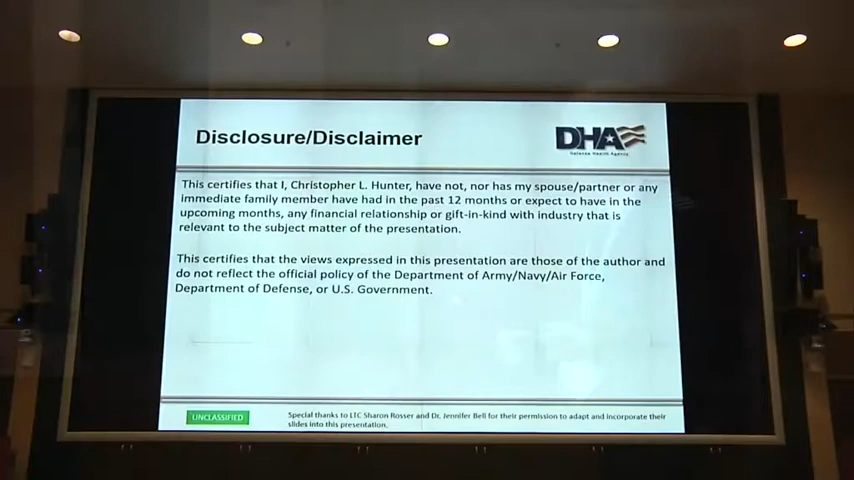 Disclosure/Disclaimer
DHA
Defense Health Agency
This certifies that I, Christopher L. Hunter, have not, nor has my spouse/partner or any
immediate family member have had in the past 12 months or expect to have in the
upcoming months, any financial relationship or gift-in-kind with industry that is
relevant to the subject matter of the presentation.
This certifies that the views expressed in this presentation are those of the author and
do not reflect the official policy of the Department of Army/Navy/Air Force,
Department of Defense, or U.S. Government.
UNCLASSIFIED
Special thanks to LTC Sharon Rosser and Dr. Jennifer Bell for their permission to adapt and incorporate their
slides into this presentation.